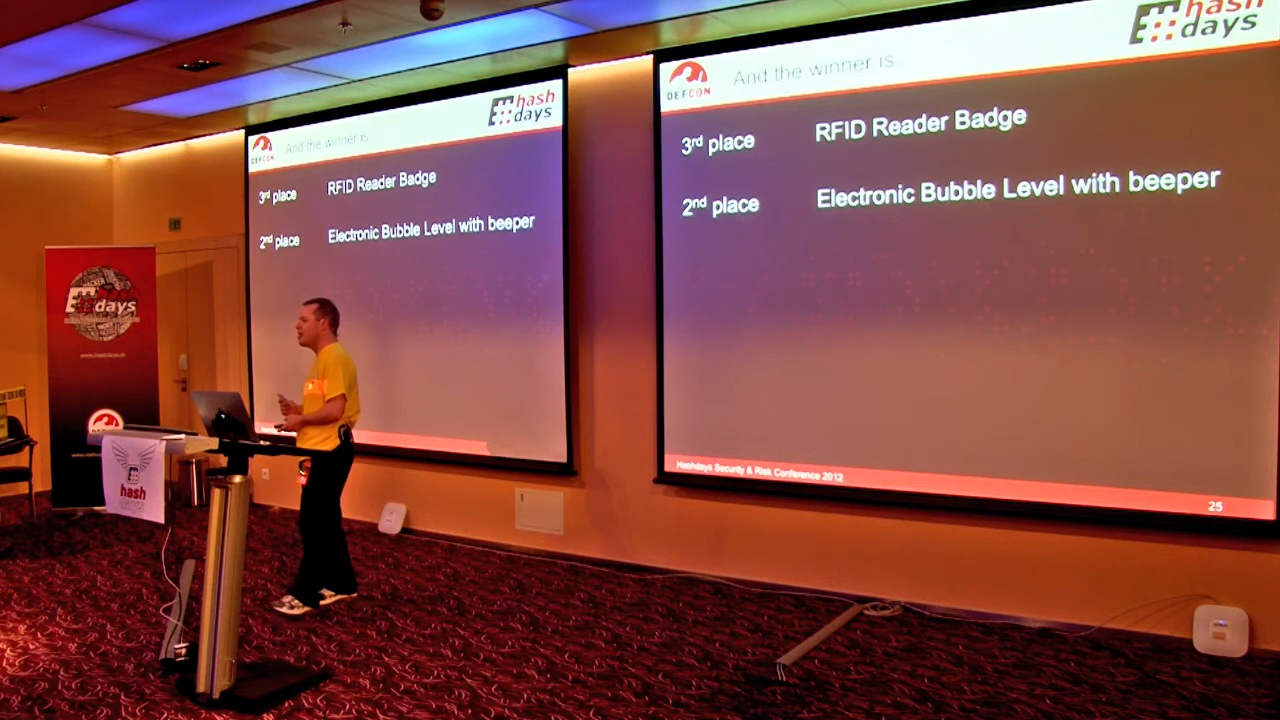 hash
days
DEFCON
And the winner is
3rd place RFID Reader Badge
2nd place Electronic Bubble Level with beeper
hash
days
DEFCON
And the winner is
3rd place RFID Reader Badge
2nd place Electronic Bubble Level with beeper
Hashdays Security & Risk Conference 2012
25
hash
days
hash